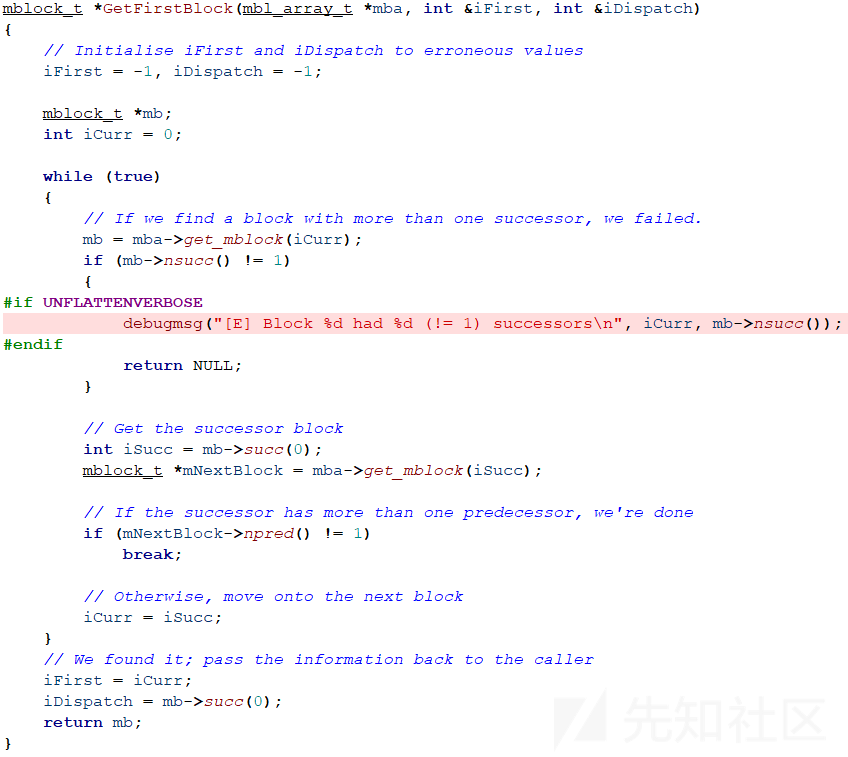 mblock_t *GetFirstBlock(mbl_array_t *mba, int &iFirst, int &iDispatch)
{
    // Initialise iFirst and iDispatch to erroneous values
    iFirst = -1, iDispatch = -1;
    mblock_t *mb;
    int iCurr = 0;
    while (true)
    {
        // If we find a block with more than one successor, we failed.
        mb = mba->get_mblock(iCurr);
        if (mb->nsucc() != 1)
        {
#if UNFLATTENVERBOSE
            debugmsg("[E] Block %d had %d (!= 1) successors\n", iCurr, mb->nsucc());
#endif
            return NULL;
        }
        // Get the successor block
        int iSucc = mb->succ(0);
        mblock_t *mNextBlock = mba->get_mblock(iSucc);
        // If the successor has more than one predecessor, we're done
        if (mNextBlock->npred() != 1)
            break;
        // Otherwise, move onto the next block
        iCurr = iSucc;
    }
    // We found it; pass the information back to the caller
    iFirst = iCurr;
    iDispatch = mb->succ(0);
    return mb;
}
先知社区